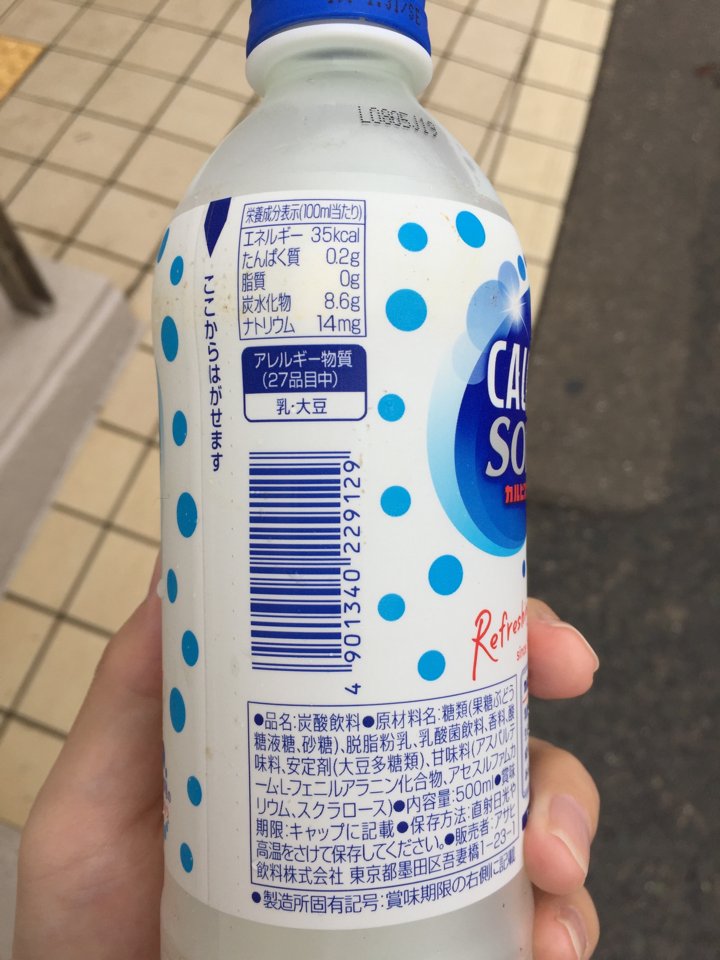 L0805J19
栄養成分表示(100ml当たり)
エネルギー 35kcal
たんぱく質 0.2g
脂質 0g
炭水化物 8.6g
ナトリウム 14mg
アレルギー物質
(27品目中)
乳・大豆
ここからはがせます
4 901340 229129
CAL
SO
カルピ
Refresh
●品名:炭酸飲料●原材料名:糖類(果糖ぶどう
糖液糖、砂糖)、脱脂粉乳、乳酸菌飲料、香料、酸
味料、安定剤(大豆多糖類)、甘味料(アスパルテ
ーム・L-フェニルアラニン化合物、アセスルファムカ
リウム、スクラロース)●内容量:500ml●賞味
期限:キャップに記載●保存方法:直射日光や
高温をさけて保存してください。●販売者:アサヒ
飲料株式会社 東京都墨田区吾妻橋1-23-1
●製造所固有記号:賞味期限の右側に記載